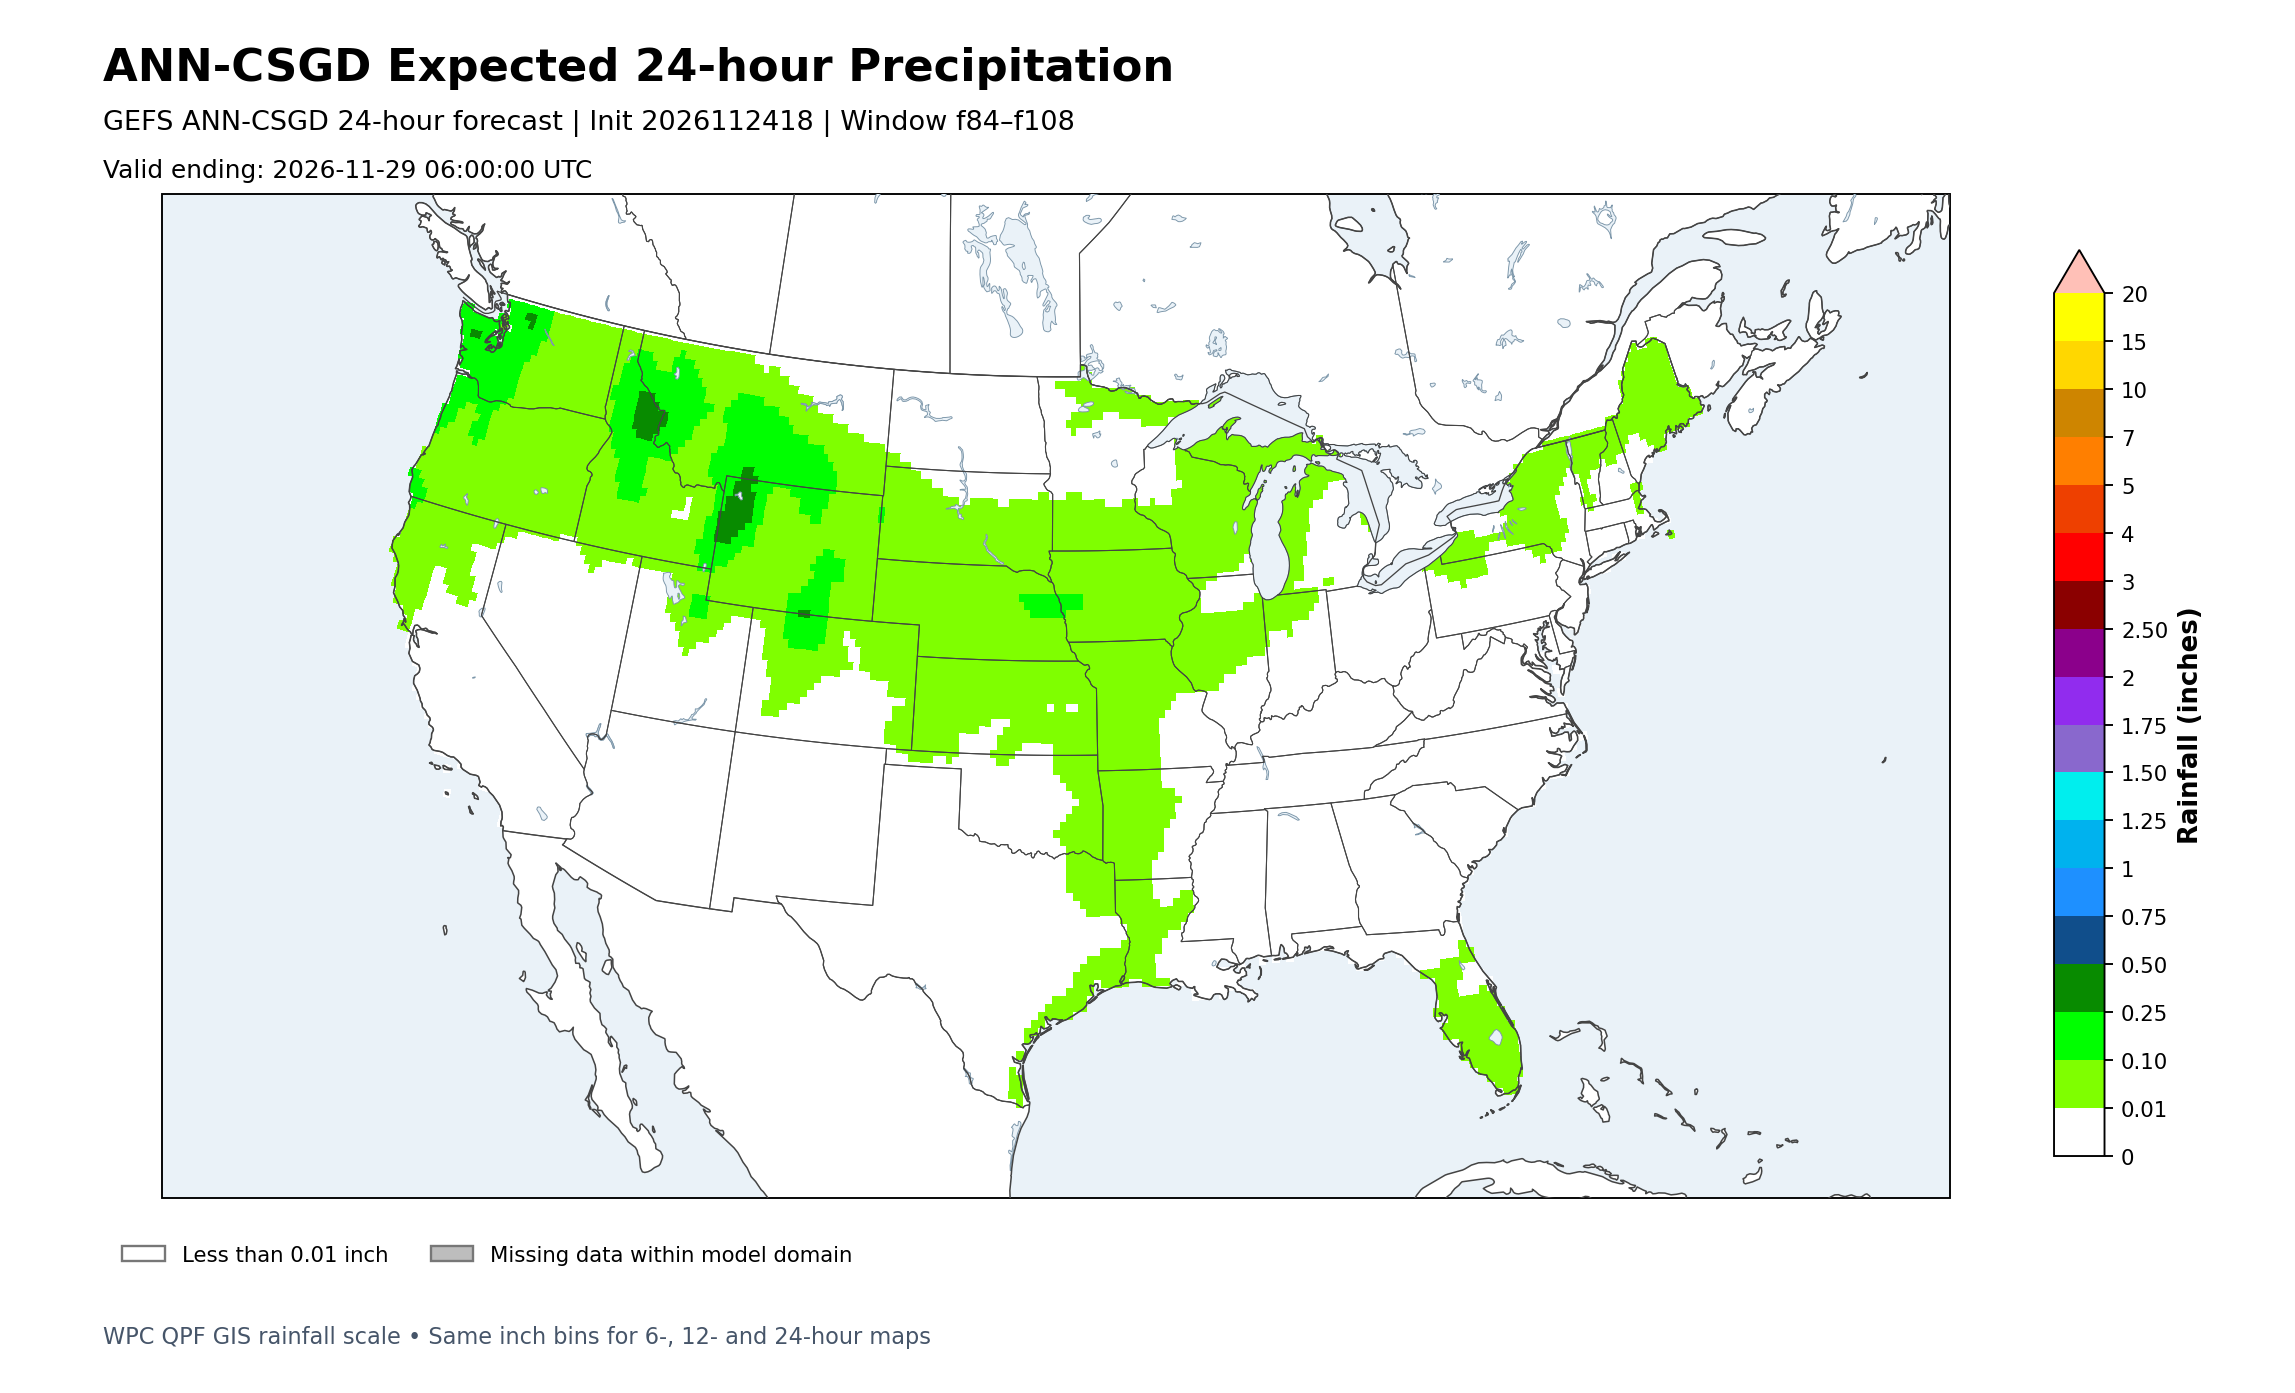 ANN-CSGD Expected 24-hour Precipitation
GEFS ANN-CSGD 24-hour forecast | Init 2026112418 | Window f84–f108
Valid ending: 2026-11-29 06:00:00 UTC
20
15
10
7
5
4
3
2.50
2
1.75
1.50
1.25
1
0.75
0.50
0.25
0.10
0.01
0
Rainfall (inches)
Less than 0.01 inch
Missing data within model domain
WPC QPF GIS rainfall scale • Same inch bins for 6-, 12- and 24-hour maps